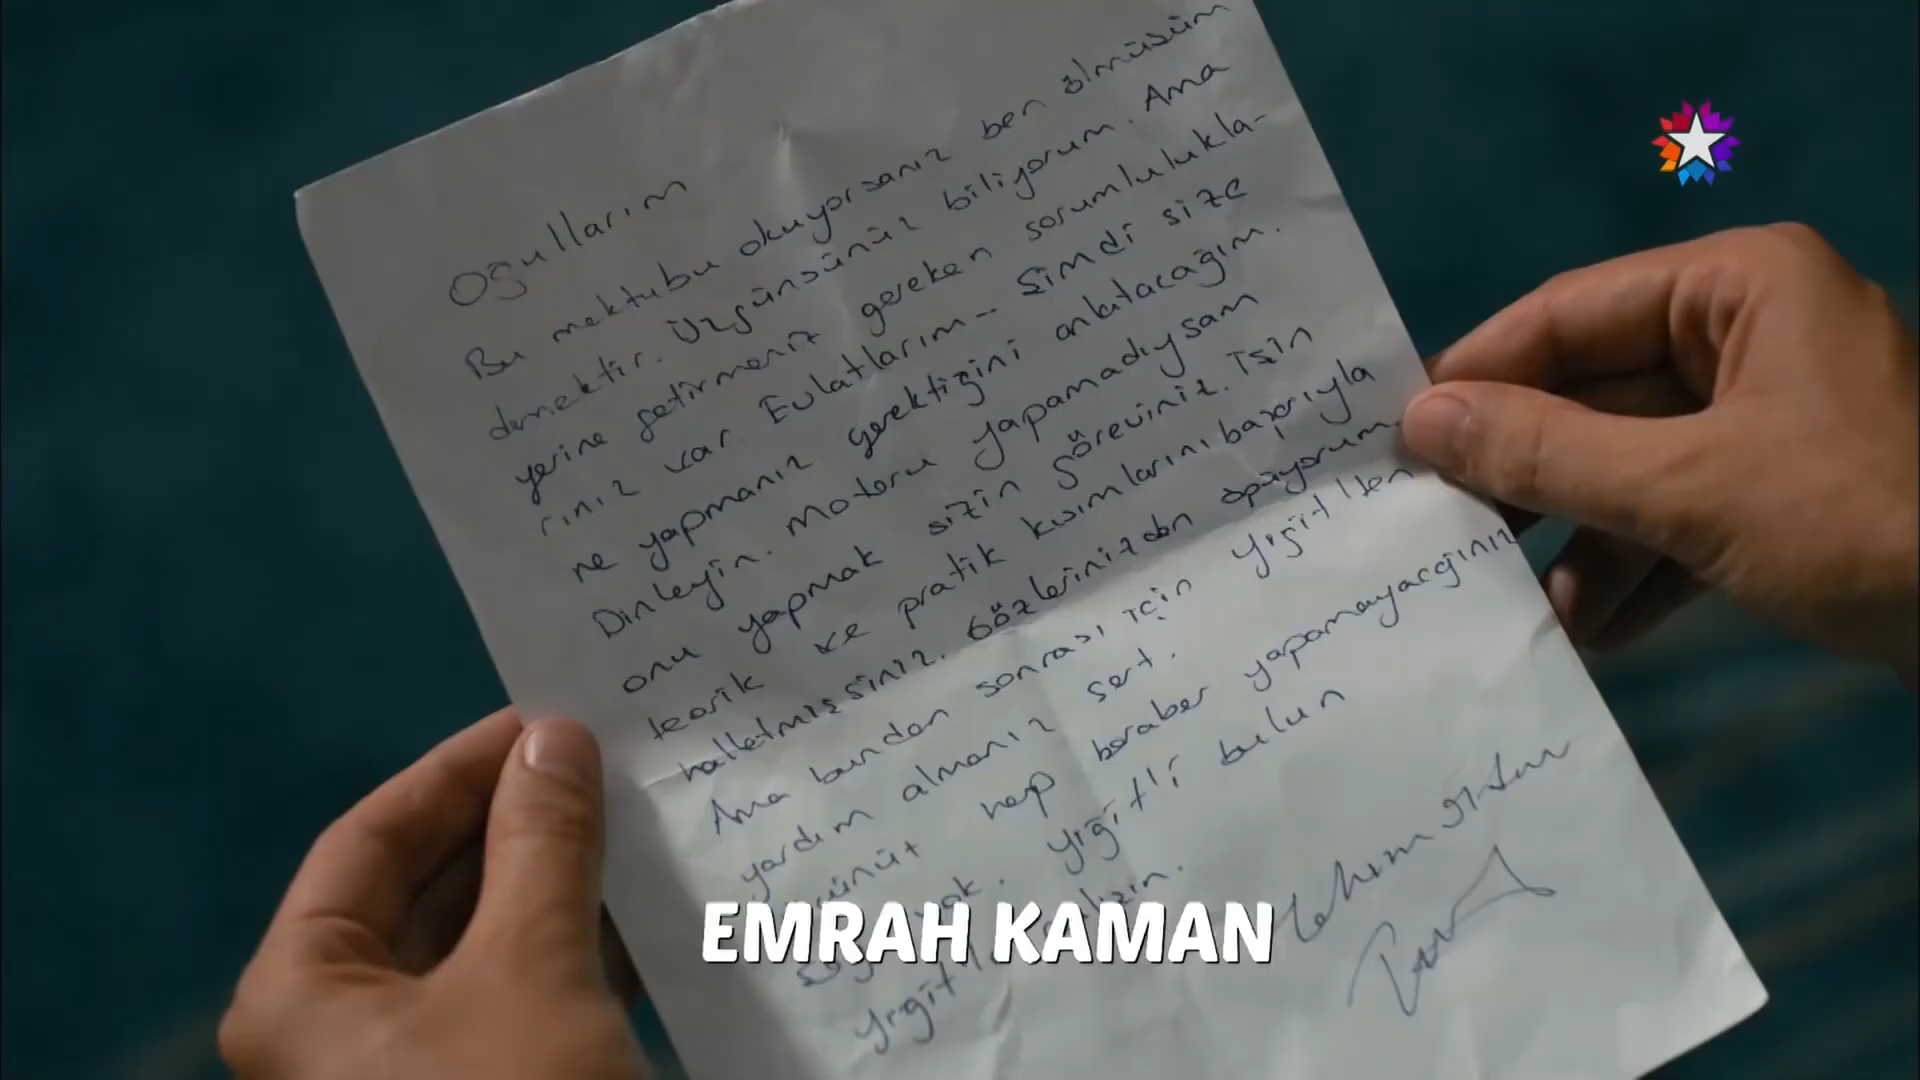 Oğullarım
Bu mektubu okuyorsanız ben ölmüşüm
demektir. Üzgünsünüz biliyorum. Ama
yerine getirmeniz gereken sorumlulukla-
rınız var. Evlatlarım-- Şimdi size
ne yapmanız gerektiğini anlatacağım.
Dinleyin. Motoru yapamadıysam
onu yapmak sizin göreviniz. İşin
teorik ve pratik kısımlarını başarıyla
halletmişsiniz. Gözlerinizden öpüyorum.
Ama bundan sonrası için Yiğit'ten
yardım almanız şart.
hep beraber yapamayacağınız
yok. Yiğit'i bulun
EMRAH KAMAN